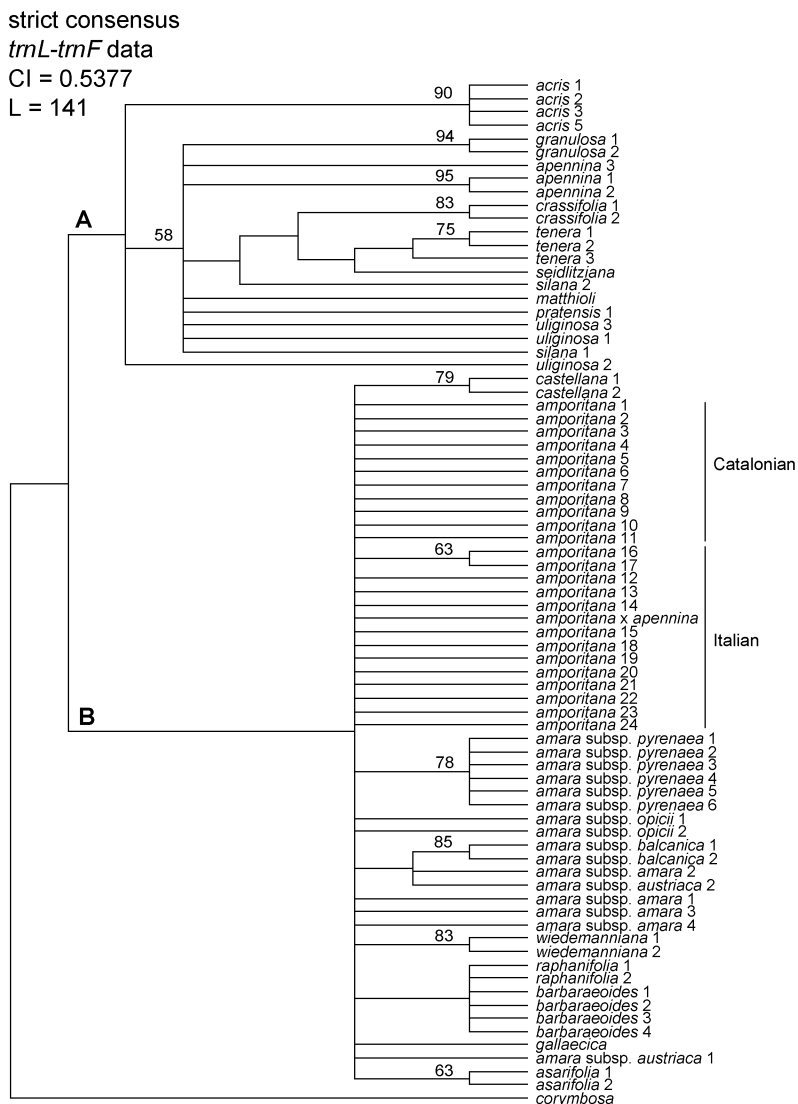 strict consensus
trnL-trnF data
CI = 0.5377
L = 141
90
acris 1
acris 2
acris 3
acris 5
94
granulosa 1
granulosa 2
apennina 3
95
apennina 1
apennina 2
83
crassifolia 1
crassifolia 2
A
58
75
tenera 1
tenera 2
tenera 3
seidlitziana
silana 2
matthioli
pratensis 1
uliginosa 3
uliginosa 1
silana 1
uliginosa 2
79
castellana 1
castellana 2
amporitana 1
amporitana 2
amporitana 3
amporitana 4
amporitana 5
Catalonian
amporitana 6
amporitana 7
amporitana 8
amporitana 9
amporitana 10
amporitana 11
63
amporitana 16
amporitana 17
amporitana 12
amporitana 13
amporitana 14
amporitana x apennina
amporitana 15
Italian
amporitana 18
amporitana 19
amporitana 20
amporitana 21
amporitana 22
amporitana 23
amporitana 24
B
amara subsp. pyrenaea 1
amara subsp. pyrenaea 2
78
amara subsp. pyrenaea 3
amara subsp. pyrenaea 4
amara subsp. pyrenaea 5
amara subsp. pyrenaea 6
amara subsp. opicii 1
amara subsp. opicii 2
85
amara subsp. balcanica 1
amara subsp. balcanica 2
amara subsp. amara 2
amara subsp. austriaca 2
amara subsp. amara 1
amara subsp. amara 3
amara subsp. amara 4
83
wiedemanniana 1
wiedemanniana 2
raphanifolia 1
raphanifolia 2
barbaraeoides 1
barbaraeoides 2
barbaraeoides 3
barbaraeoides 4
gallaecica
amara subsp. austriaca 1
63
asarifolia 1
asarifolia 2
corymbosa